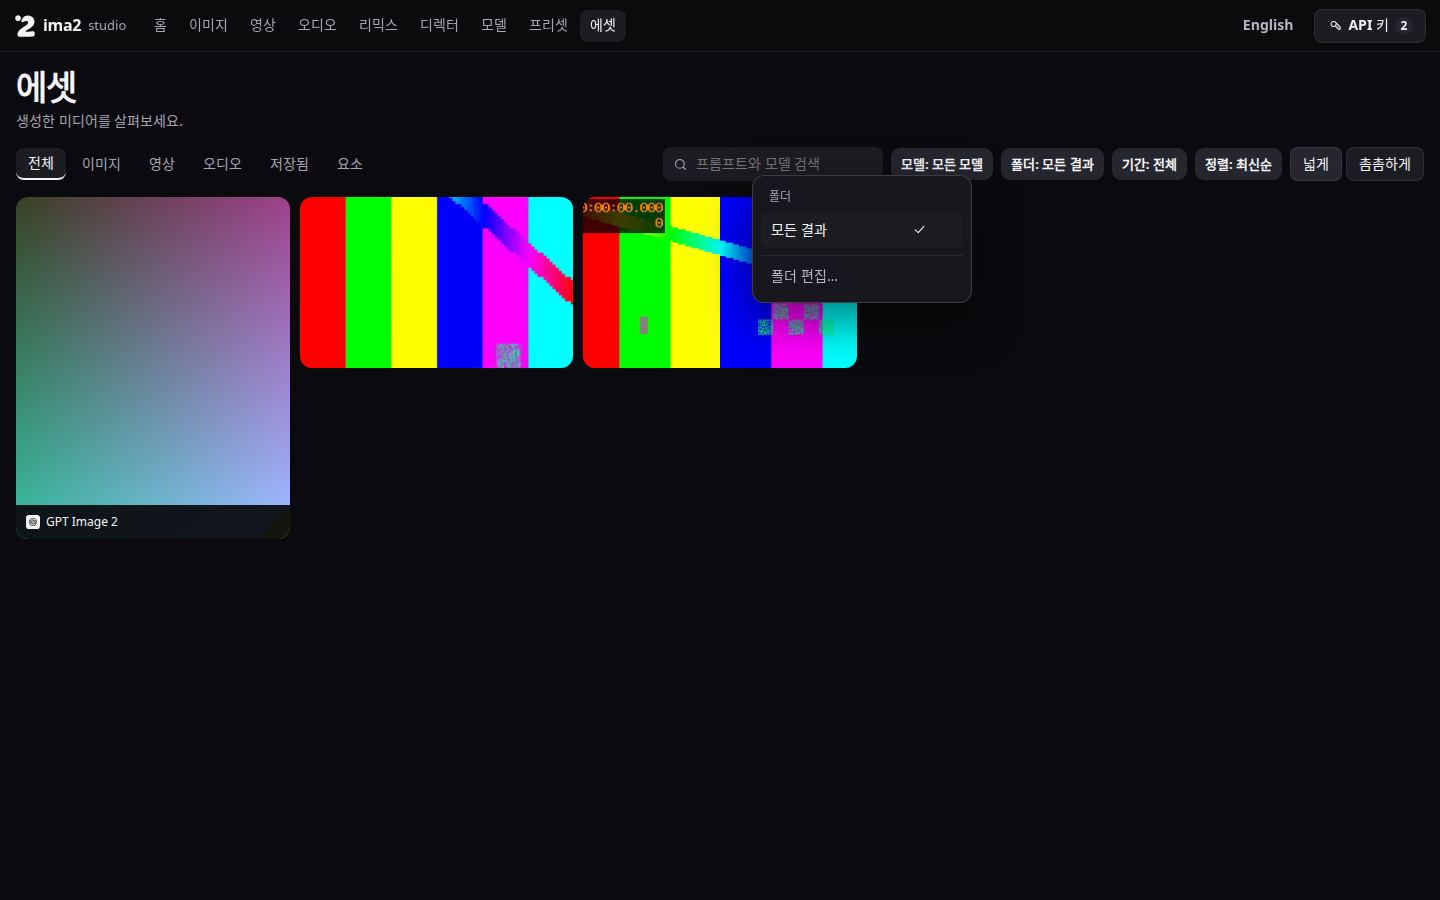 ima2 studio 홈 이미지 영상 오디오 리믹스 디렉터 모델 프리셋 에셋 English API 키 2
에셋
생성한 미디어를 살펴보세요.
전체 이미지 영상 오디오 저장됨 요소 프롬프트와 모델 검색 모델: 모든 모델 폴더: 모든 결과 기간: 전체 정렬: 최신순 넓게 촘촘하게
폴더
모든 결과
폴더 편집...
0:00:00.000
0
GPT Image 2